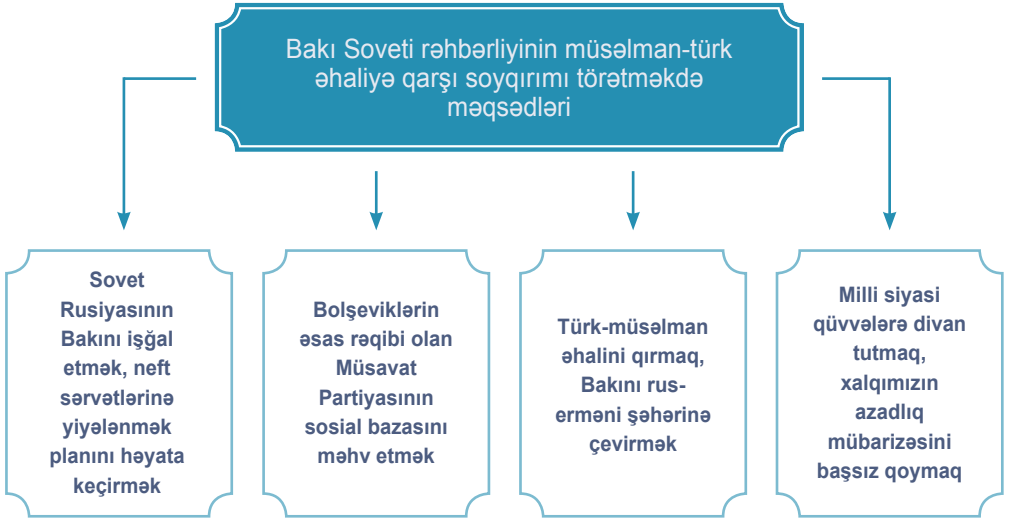 Bakı Soveti rəhbərliyinin müsəlman-türk
əhaliyə qarşı soyqırımı törətməkdə
məqsədləri
Sovet
Rusiyasının
Bakını işğal
etmək, neft
sərvətlərinə
yiyələnmək
planını həyata
keçirmək
Bolşeviklərin
əsas rəqibi olan
Müsavat
Partiyasının
sosial bazasını
məhv etmək
Türk-müsəlman
əhalini qırmaq,
Bakını rus-
erməni şəhərinə
çevirmək
Milli siyasi
qüvvələrə divan
tutmaq,
xalqımızın
azadlıq
mübarizəsini
başsız qoymaq